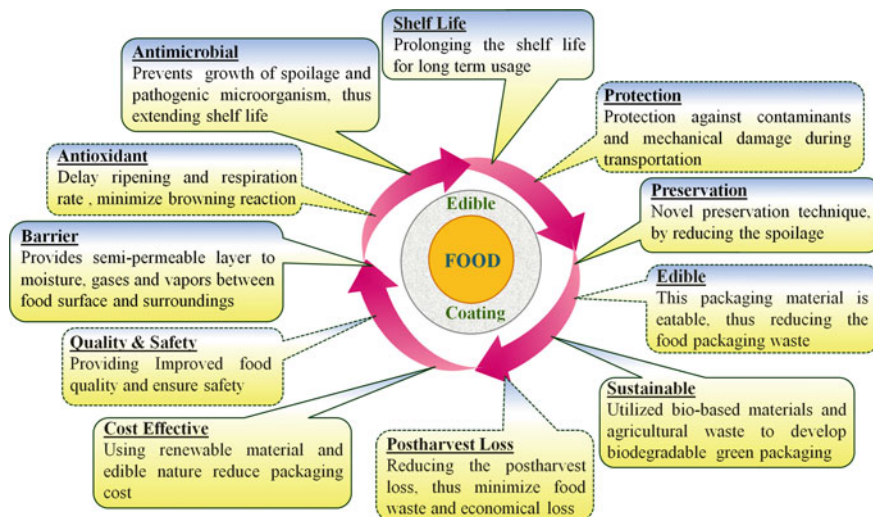 Shelf Life
Prolonging the shelf life
for long term usage
Protection
Protection against contaminants
and mechanical damage during
transportation
Preservation
Novel preservation technique,
by reducing the spoilage
Edible
This packaging material is
eatable, thus reducing the
food packaging waste
Sustainable
Utilized bio-based materials and
agricultural waste to develop
biodegradable green packaging
Postharvest Loss
Reducing the postharvest
loss, thus minimize food
waste and economical loss
Cost Effective
Using renewable material and
edible nature reduce packaging
cost
Quality & Safety
Providing Improved food
quality and ensure safety
Barrier
Provides semi-permeable layer to
moisture, gases and vapors between
food surface and surroundings
Antioxidant
Delay ripening and respiration
rate , minimize browning reaction
Antimicrobial
Prevents growth of spoilage and
pathogenic microorganism, thus
extending shelf life
Edible
FOOD
Coating